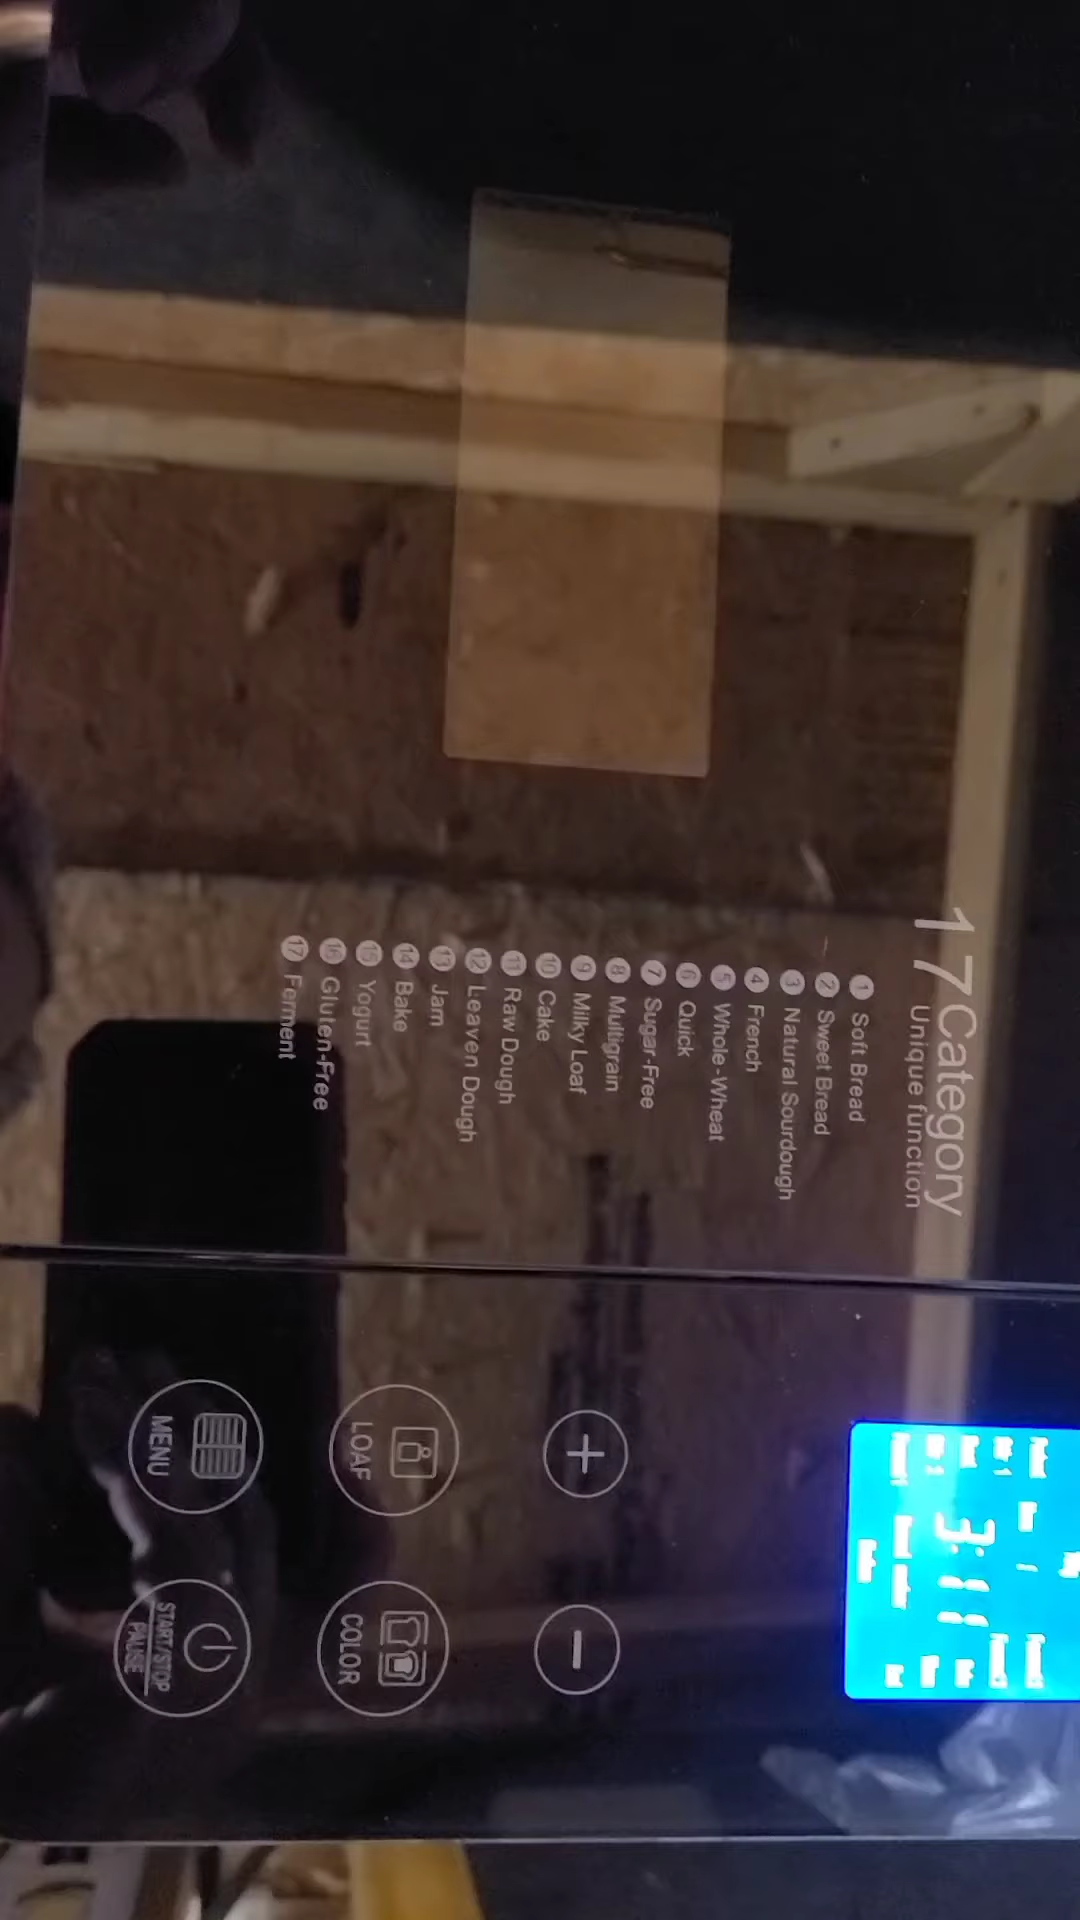 17Category
Unique function
1 Soft Bread
2 Sweet Bread
3 Natural Sourdough
4 French
5 Whole-Wheat
6 Quick
7 Sugar-Free
8 Multigrain
9 Milky Loaf
10 Cake
11 Raw Dough
12 Leaven Dough
13 Jam
14 Bake
15 Yogurt
16 Gluten-Free
17 Ferment
3:11
+
−
LOAF
COLOR
MENU
START/STOP
PAUSE